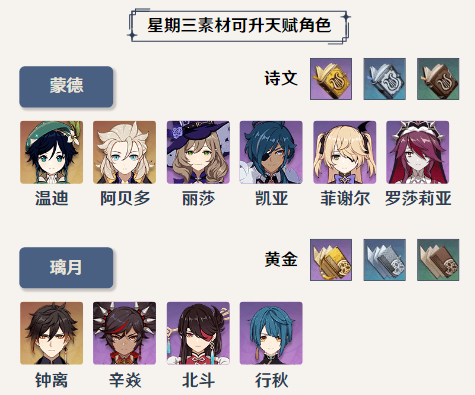 星期三素材可升天赋角色
蒙德
诗文
温迪 阿贝多 丽莎 凯亚 菲谢尔 罗莎莉亚
璃月
黄金
钟离 辛焱 北斗 行秋